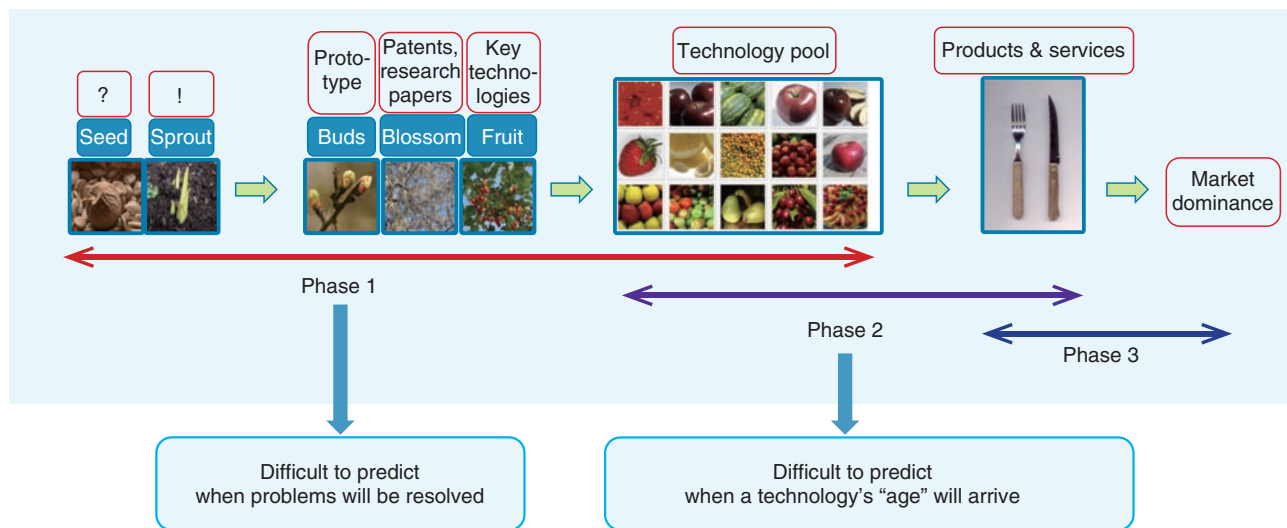 ?
!
Seed
Sprout
Proto-
type
Patents,
research
papers
Key
techno-
logies
Buds
Blossom
Fruit
Technology pool
Products & services
Market
dominance
Phase 1
Phase 2
Phase 3
Difficult to predict
when problems will be resolved
Difficult to predict
when a technology’s “age” will arrive